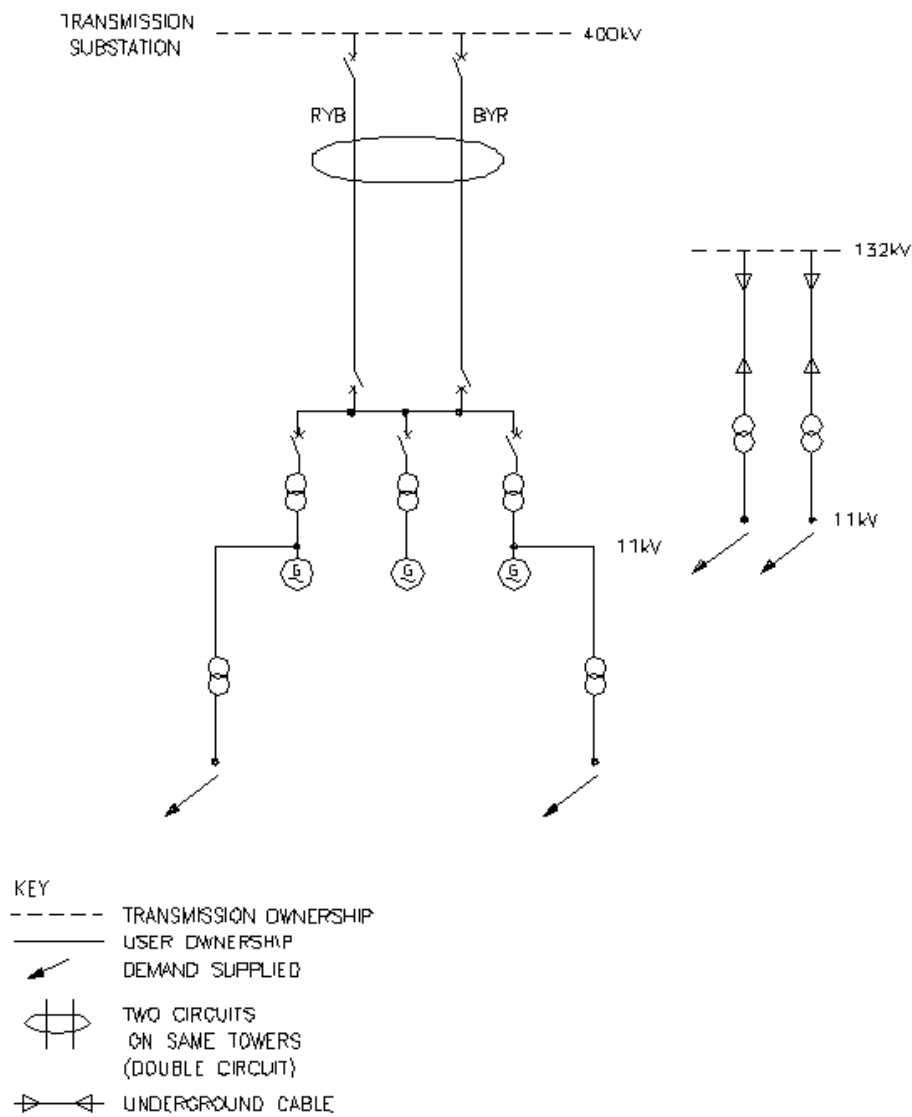 TRANSMISSION
SUBSTATION
400kV
RYB
BYR
132kV
11kV
11kV
G
G
G
KEY
TRANSMISSION OWNERSHIP
USER OWNERSHIP
DEMAND SUPPLIED
TWO CIRCUITS
ON SAME TOWERS
(DOUBLE CIRCUIT)
UNDERGROUND CABLE